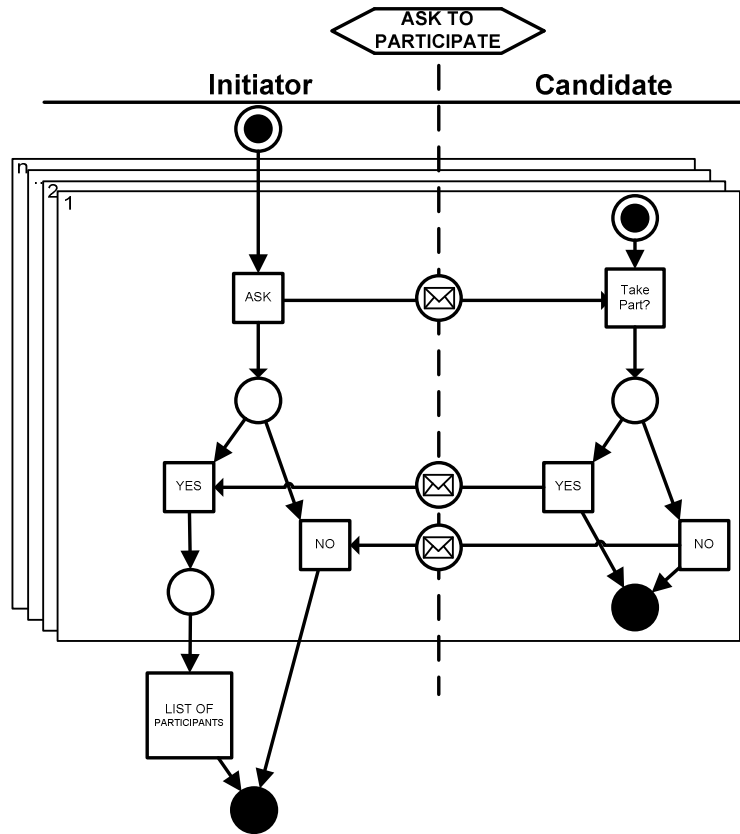 ASK TO
PARTICIPATE
Initiator
Candidate
n
..
2
1
ASK
Take
Part?
YES
YES
NO
NO
LIST OF
PARTICIPANTS